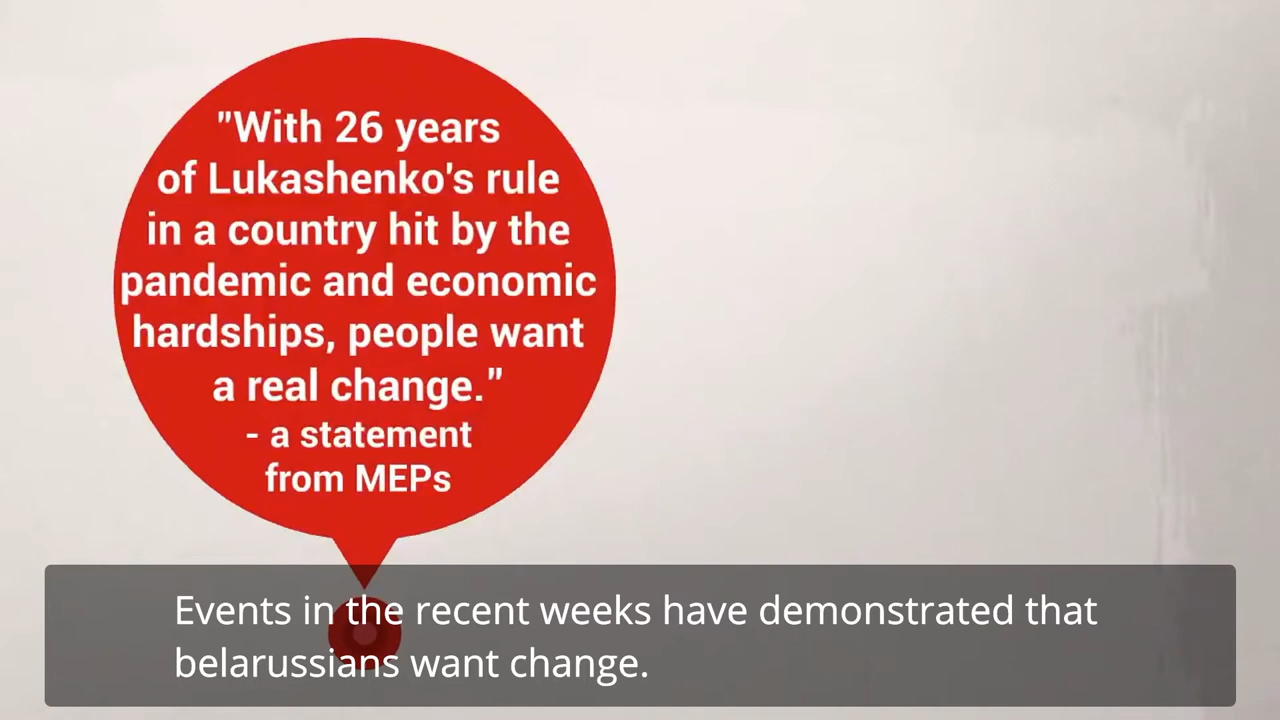 "With 26 years
of Lukashenko's rule
in a country hit by the
pandemic and economic
hardships, people want
a real change."
- a statement
from MEPs
Events in the recent weeks have demonstrated that
belarussians want change.